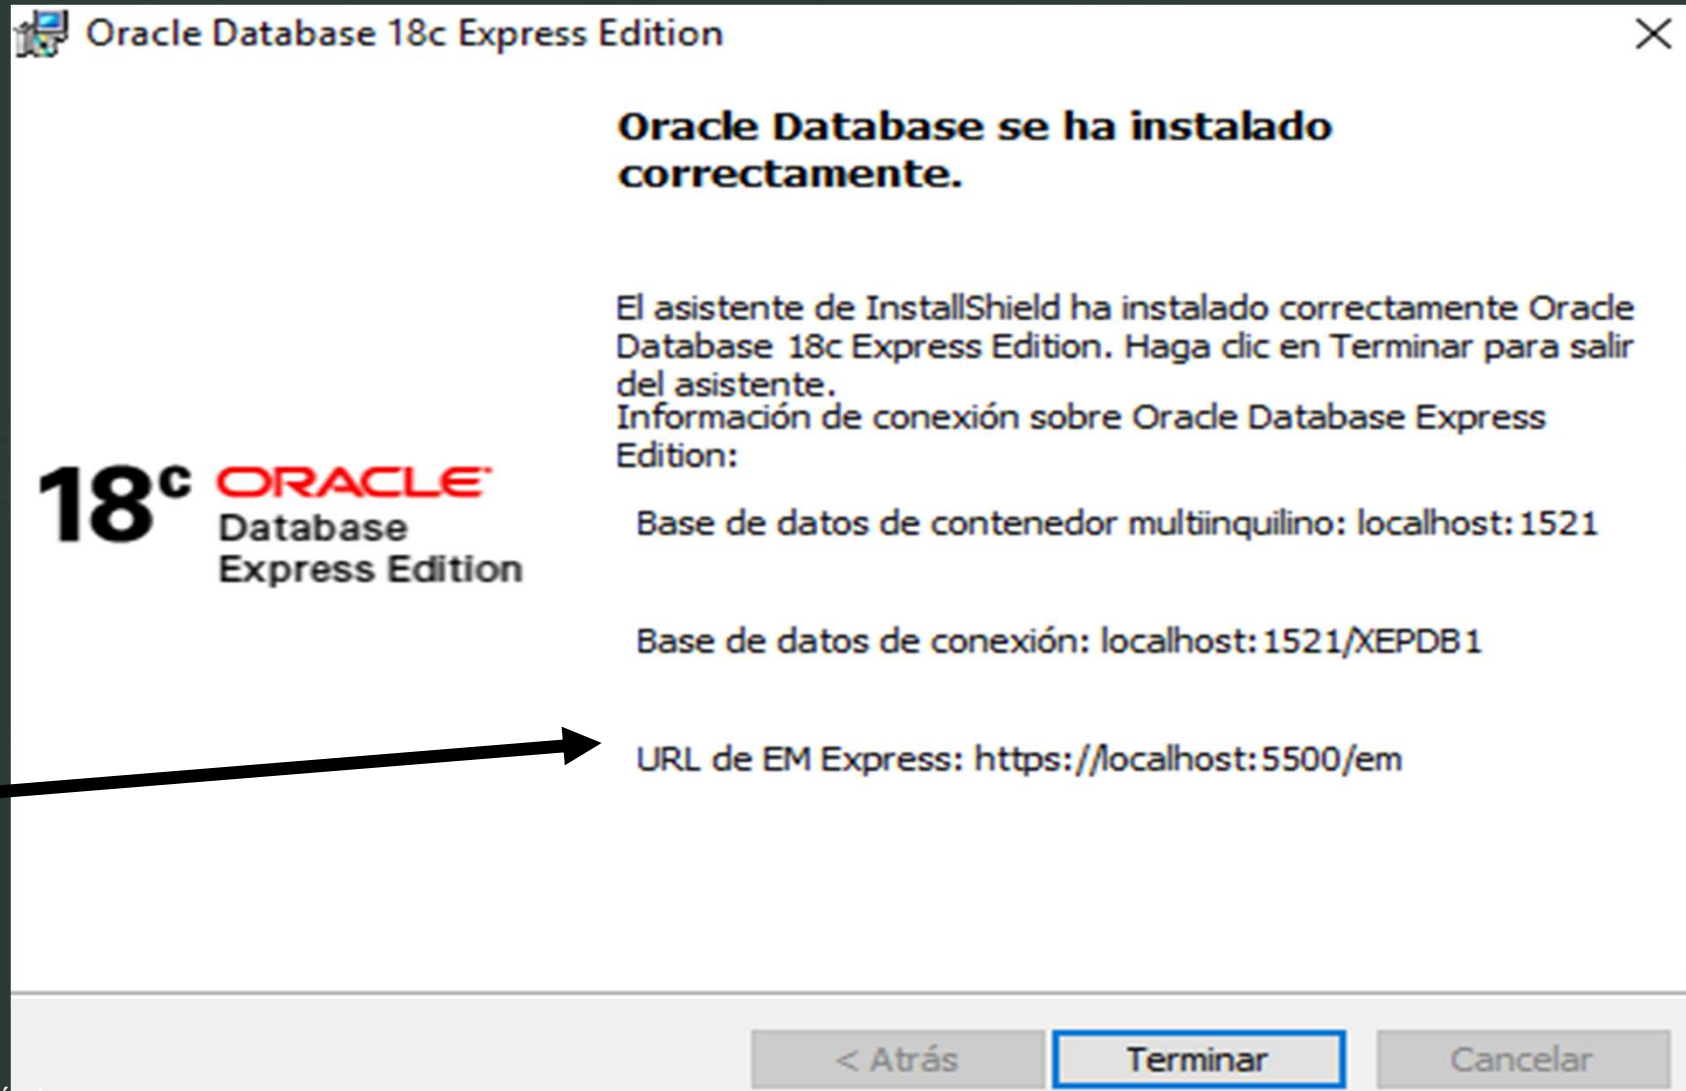 Oracle Database 18c Express Edition
Oracle Database se ha instalado
correctamente.
El asistente de InstallShield ha instalado correctamente Oracle
Database 18c Express Edition. Haga clic en Terminar para salir
del asistente.
Información de conexión sobre Oracle Database Express
Edition:
18c ORACLE
Database
Express Edition
Base de datos de contenedor multiinquilino: localhost:1521
Base de datos de conexión: localhost:1521/XEPDB1
URL de EM Express: https://localhost:5500/em
< Atrás
Terminar
Cancelar